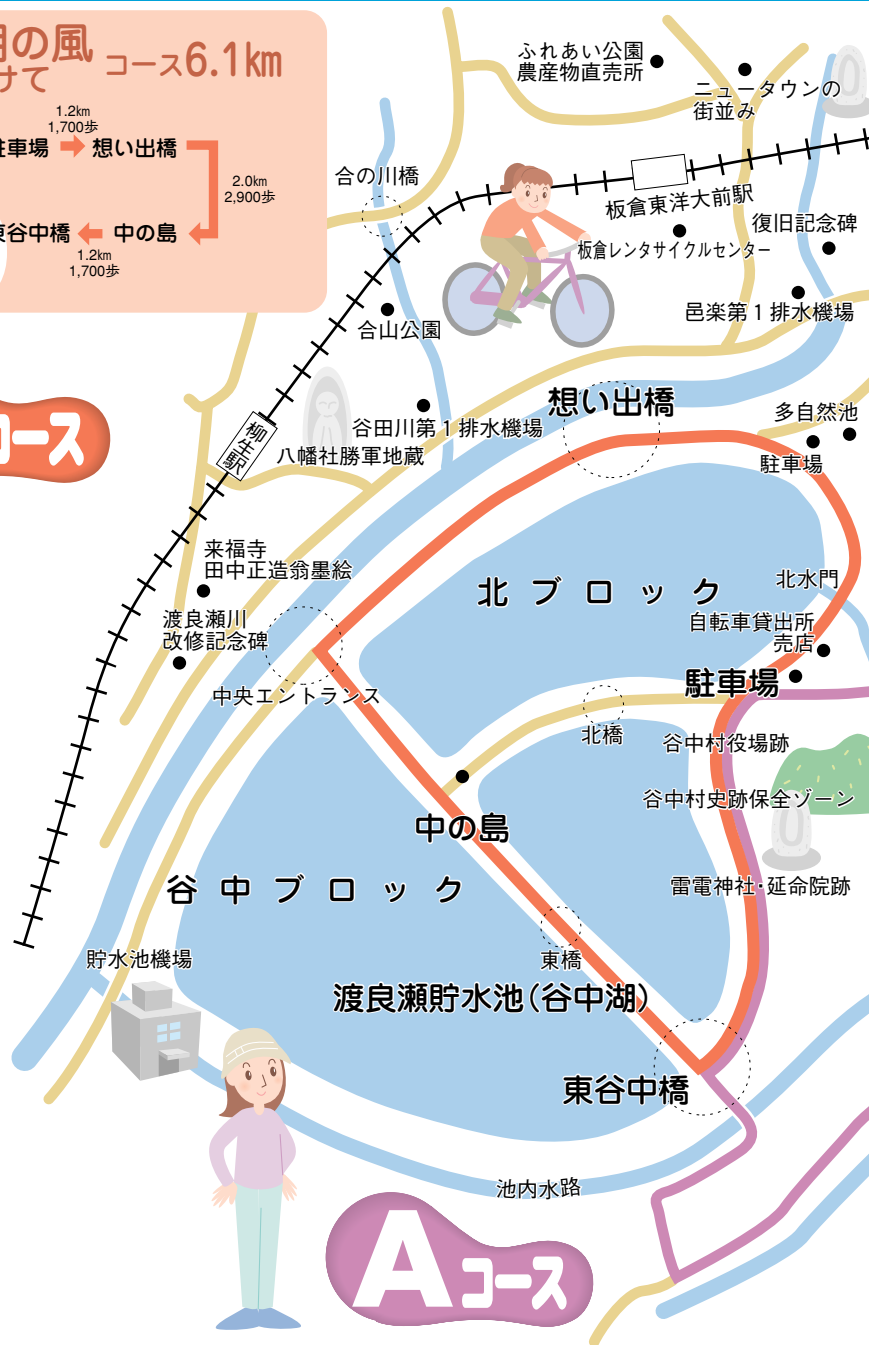 の風
けて
コース6.1km
1.2km
1,700歩
車場
想い出橋
2.0km
2,900歩
谷中橋
中の島
1.2km
1,700歩
ふれあい公園
農産物直売所
ニュータウンの
街並み
合の川橋
板倉東洋大前駅
復旧記念碑
板倉レンタサイクルセンター
邑楽第1排水機場
合山公園
コース
柳生駅
谷田川第1排水機場
八幡社勝軍地蔵
想い出橋
多自然池
駐車場
来福寺
田中正造翁墨絵
渡良瀬川
改修記念碑
北ブロック
北水門
自転車貸出所
売店
駐車場
中央エントランス
北橋
谷中村役場跡
谷中村史跡保全ゾーン
中の島
谷中ブロック
雷電神社・延命院跡
貯水池機場
東橋
渡良瀬貯水池(谷中湖)
東谷中橋
池内水路
Aコース